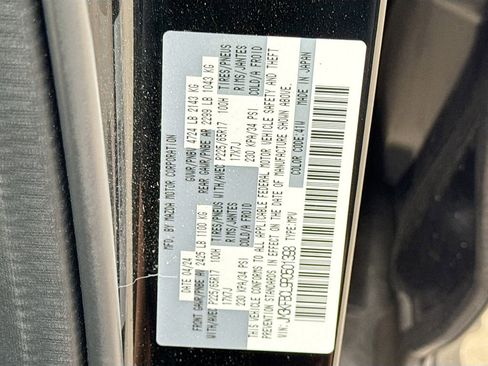 MFD. BY MAZDA MOTOR CORPORATION
DATE: 04/24 GVWR/PNBV 4724 LB 2143 KG
FRONT GAWR/PNBE AV 2425 LB 1100 KG REAR GAWR/PNBE AR 2299 LB 1043 KG
WITH/AVEC TIRES/PNEUS RIMS/JANTES COLD/A FROID WITH/AVEC TIRES/PNEUS RIMS/JANTES COLD/A FROID
P225/65R17 100H 17X7J 230 KPA/34 PSI P225/65R17 100H 17X7J 230 KPA/34 PSI
THIS VEHICLE CONFORMS TO ALL APPLICABLE FEDERAL MOTOR VEHICLE SAFETY AND THEFT
PREVENTION STANDARDS IN EFFECT ON THE DATE OF MANUFACTURE SHOWN ABOVE.
VIN: TYPE: MPV COLOR CODE: 41V MADE IN JAPAN